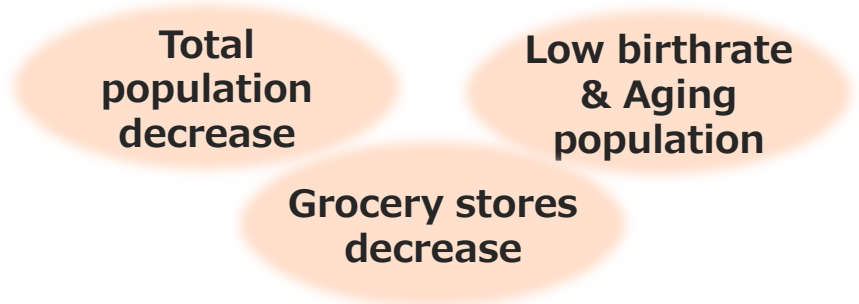 Total
population
decrease
Low birthrate
& Aging
population
Grocery stores
decrease